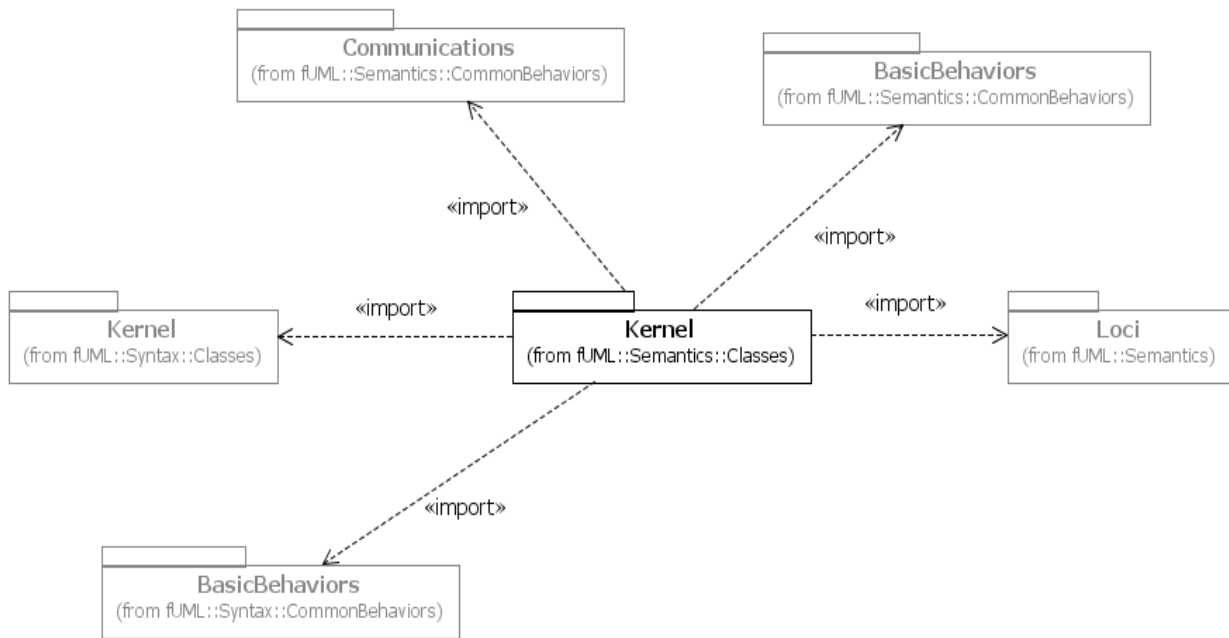 Communications
(from fUML::Semantics::CommonBehaviors)
BasicBehaviors
(from fUML::Semantics::CommonBehaviors)
«import»
«import»
«import»
«import»
Kernel
(from fUML::Syntax::Classes)
Kernel
(from fUML::Semantics::Classes)
Loci
(from fUML::Semantics)
«import»
BasicBehaviors
(from fUML::Syntax::CommonBehaviors)